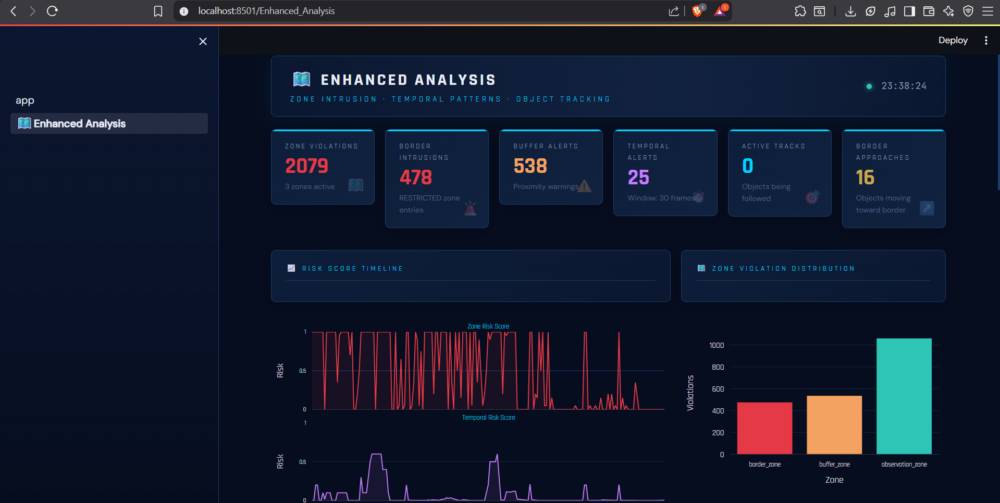 localhost:8501/Enhanced_Analysis
1
1
Deploy
app
Enhanced Analysis
ENHANCED ANALYSIS
ZONE INTRUSION · TEMPORAL PATTERNS · OBJECT TRACKING
23:38:24
ZONE VIOLATIONS
2079
3 zones active
BORDER
INTRUSIONS
478
RESTRICTED zone
entries
BUFFER ALERTS
538
Proximity warnings
TEMPORAL
ALERTS
25
Window: 30 frames
ACTIVE TRACKS
0
Objects being
followed
BORDER
APPROACHES
16
Objects moving
toward border
RISK SCORE TIMELINE
Zone Risk Score
1
0.5
0
Risk
Temporal Risk Score
1
0.5
0
Risk
ZONE VIOLATION DISTRIBUTION
1000
800
600
400
200
0
Violations
border_zone
buffer_zone
observation_zone
Zone